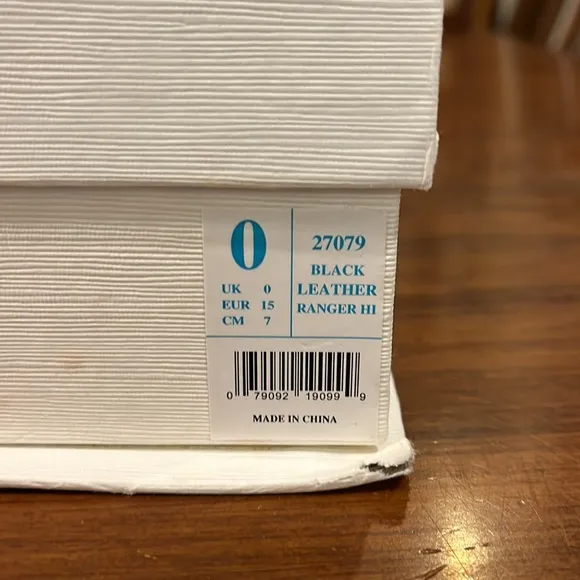 0
UK 0
EUR 15
CM 7
27079
BLACK
LEATHER
RANGER HI
0 79092 19099 9
MADE IN CHINA